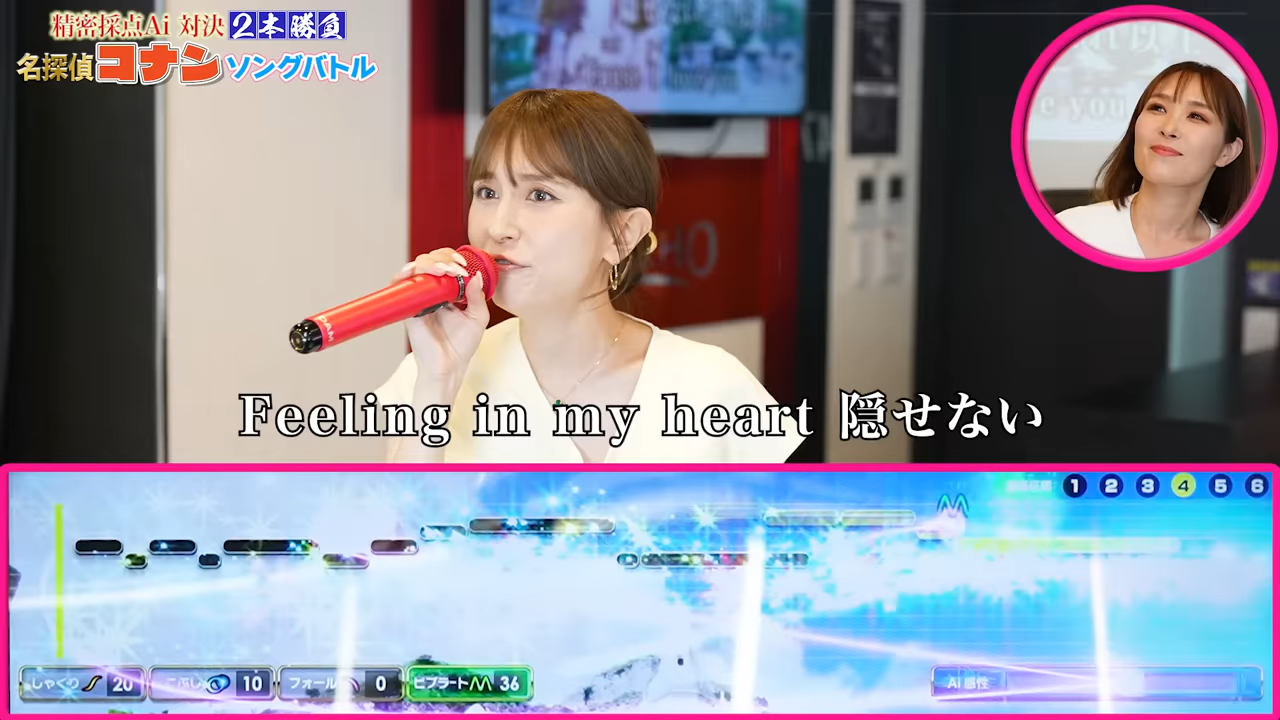 精密採点Ai 対決 2本勝負
名探偵コナン ソングバトル
DAM
Feeling in my heart 隠せない
1 2 3 4 5 6
しゃくり 20 こぶし 10 フォール 0 ビブラート 36
Ai 感性